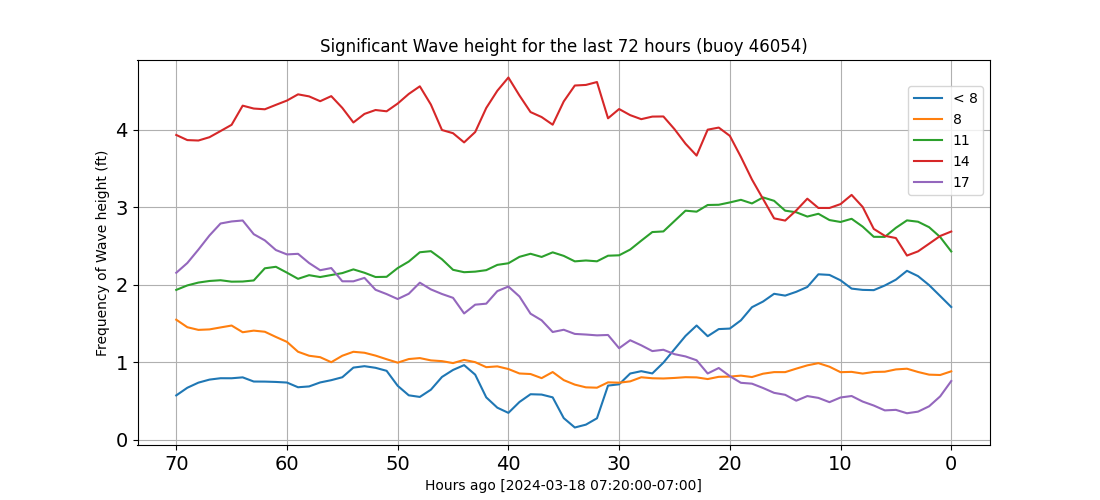 Significant Wave height for the last 72 hours (buoy 46054)
Frequency of Wave height (ft)
4
3
2
1
0
< 8
8
11
14
17
70 60 50 40 30 20 10 0
Hours ago [2024-03-18 07:20:00-07:00]